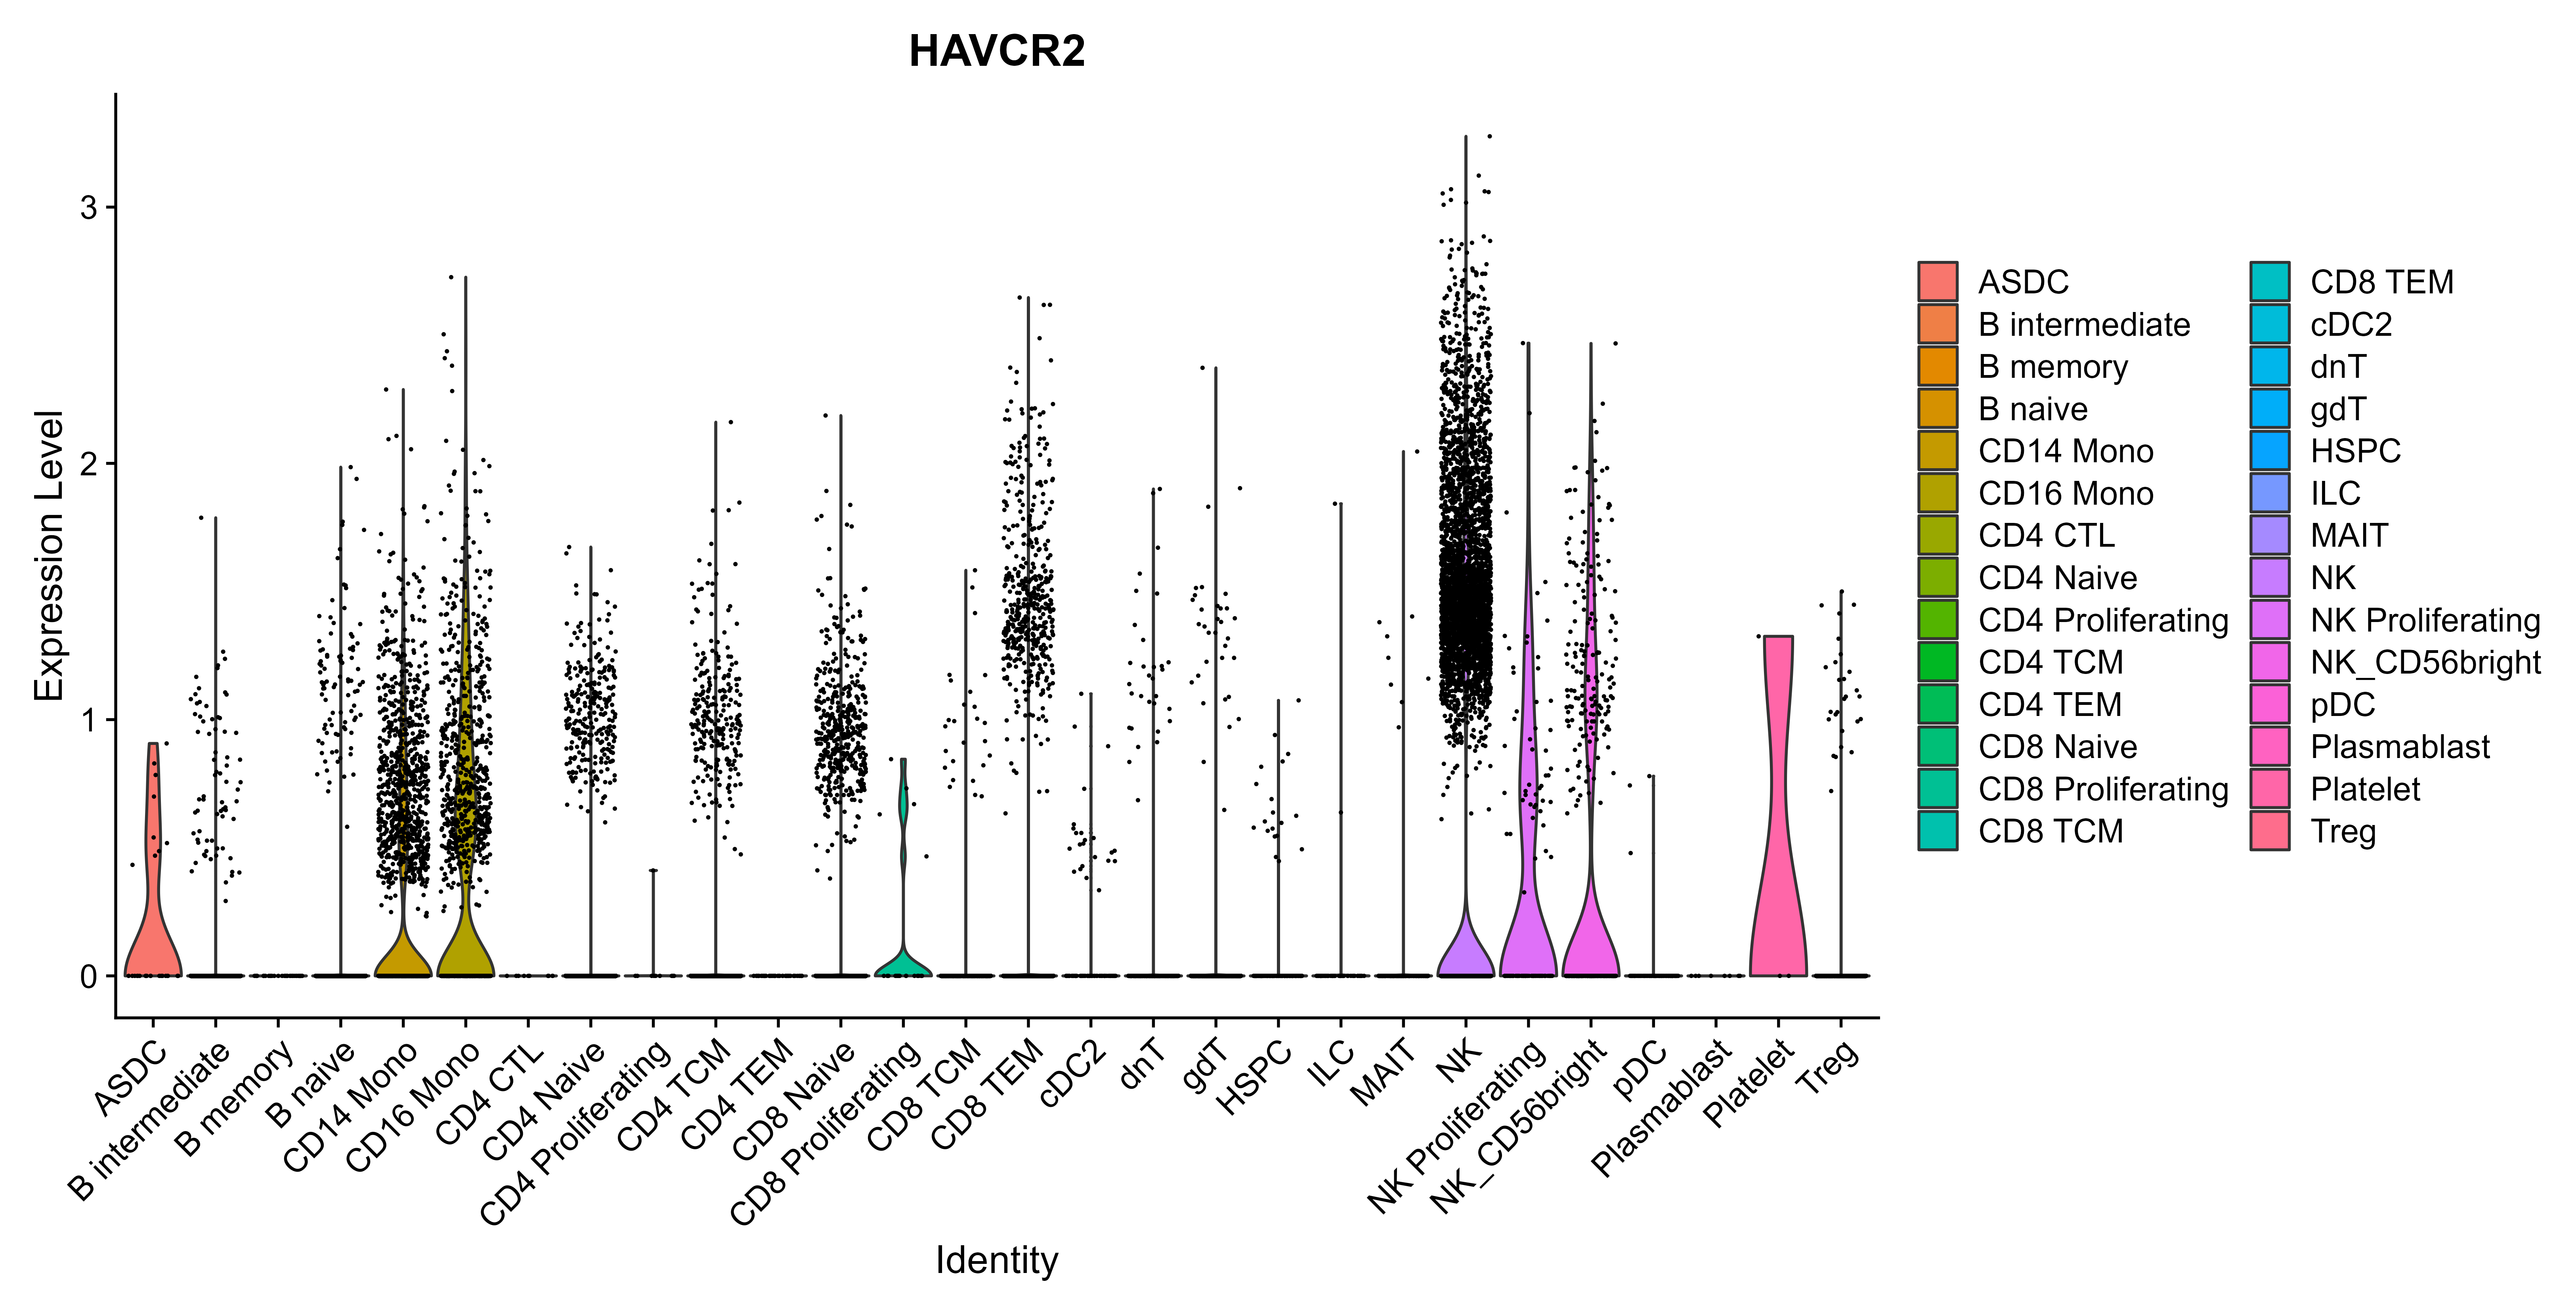 HAVCR2
Expression Level
3
2
1
0
ASDC
B intermediate
B memory
B naive
CD14 Mono
CD16 Mono
CD4 CTL
CD4 Naive
CD4 Proliferating
CD4 TCM
CD4 TEM
CD8 Naive
CD8 Proliferating
CD8 TCM
CD8 TEM
cDC2
dnT
gdT
HSPC
ILC
MAIT
NK
NK Proliferating
NK_CD56bright
pDC
Plasmablast
Platelet
Treg
Identity
ASDC
B intermediate
B memory
B naive
CD14 Mono
CD16 Mono
CD4 CTL
CD4 Naive
CD4 Proliferating
CD4 TCM
CD4 TEM
CD8 Naive
CD8 Proliferating
CD8 TCM
CD8 TEM
cDC2
dnT
gdT
HSPC
ILC
MAIT
NK
NK Proliferating
NK_CD56bright
pDC
Plasmablast
Platelet
Treg